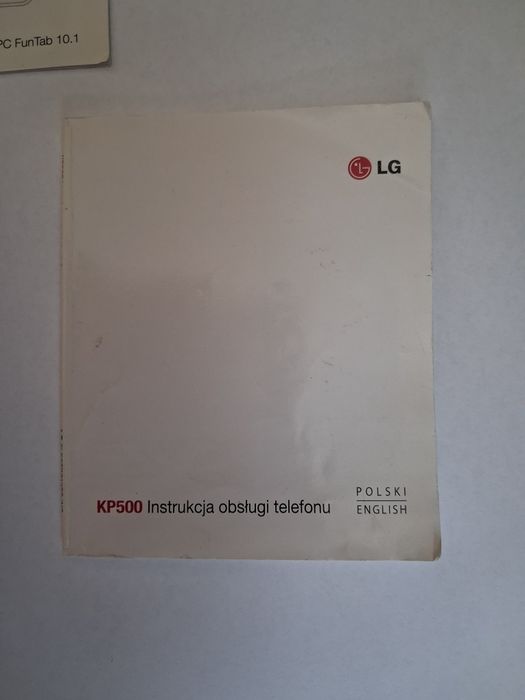 PC FunTab 10.1
LG
KP500 Instrukcja obsługi telefonu
POLSKI
ENGLISH